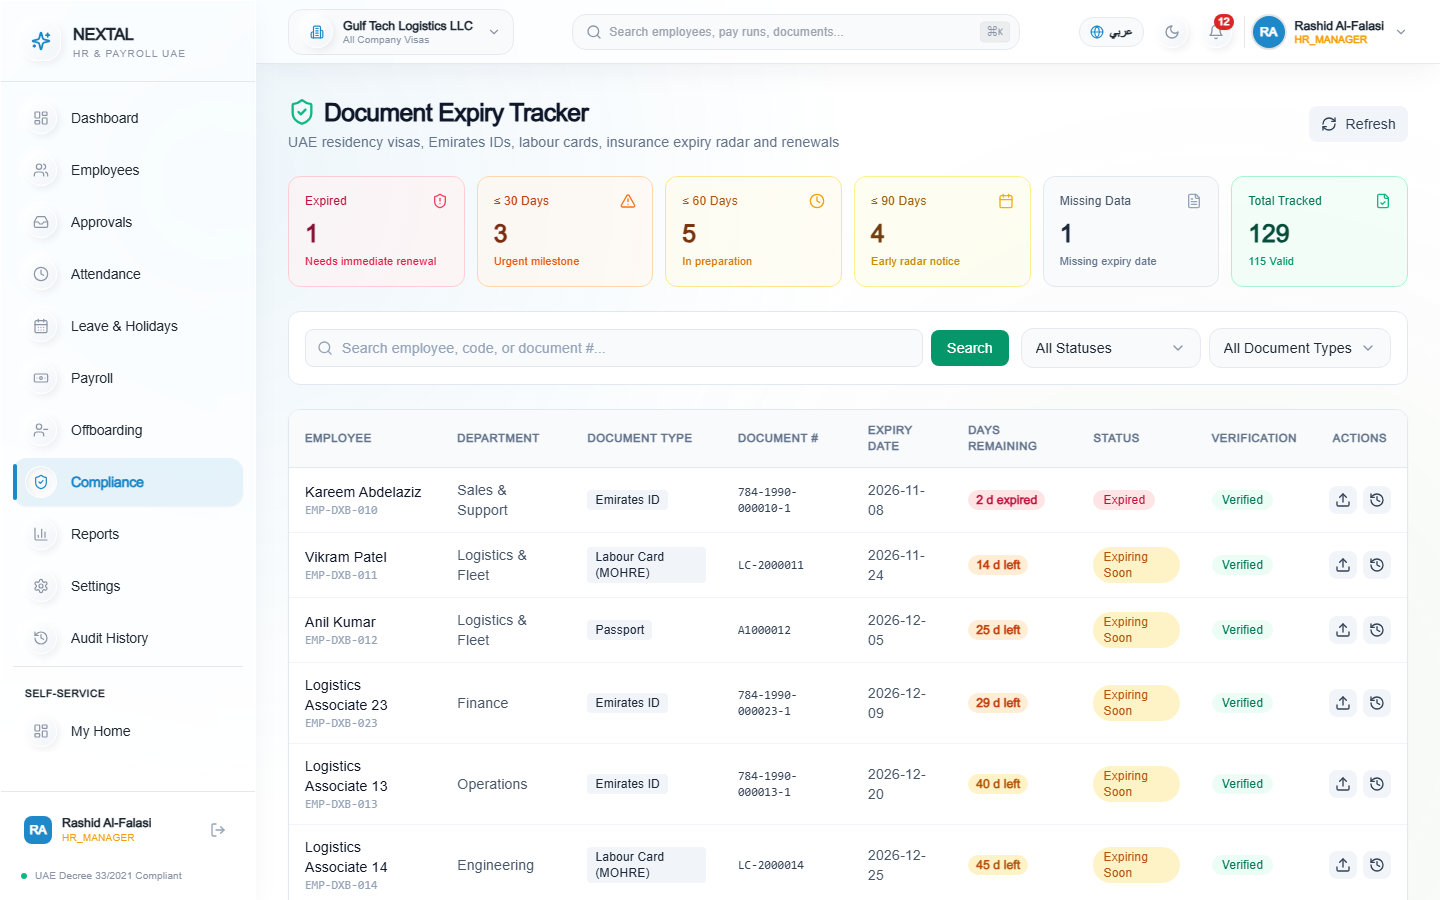 NEXTAL
HR & PAYROLL UAE
Dashboard
Employees
Approvals
Attendance
Leave & Holidays
Payroll
Offboarding
Compliance
Reports
Settings
Audit History
SELF-SERVICE
My Home
RA
Rashid Al-Falasi
HR_MANAGER
UAE Decree 33/2021 Compliant
Gulf Tech Logistics LLC
All Company Visas
Search employees, pay runs, documents...
⌘K
عربي
12
RA
Rashid Al-Falasi
HR_MANAGER
Document Expiry Tracker
UAE residency visas, Emirates IDs, labour cards, insurance expiry radar and renewals
Refresh
Expired
1
Needs immediate renewal
≤ 30 Days
3
Urgent milestone
≤ 60 Days
5
In preparation
≤ 90 Days
4
Early radar notice
Missing Data
1
Missing expiry date
Total Tracked
129
115 Valid
Search employee, code, or document #...
Search
All Statuses
All Document Types
EMPLOYEE
DEPARTMENT
DOCUMENT TYPE
DOCUMENT #
EXPIRY
DATE
DAYS
REMAINING
STATUS
VERIFICATION
ACTIONS
Kareem Abdelaziz
EMP-DXB-010
Sales &
Support
Emirates ID
784-1990-
000010-1
2026-11-
08
2 d expired
Expired
Verified
Vikram Patel
EMP-DXB-011
Logistics &
Fleet
Labour Card
(MOHRE)
LC-2000011
2026-11-
24
14 d left
Expiring
Soon
Verified
Anil Kumar
EMP-DXB-012
Logistics &
Fleet
Passport
A1000012
2026-12-
05
25 d left
Expiring
Soon
Verified
Logistics
Associate 23
EMP-DXB-023
Finance
Emirates ID
784-1990-
000023-1
2026-12-
09
29 d left
Expiring
Soon
Verified
Logistics
Associate 13
EMP-DXB-013
Operations
Emirates ID
784-1990-
000013-1
2026-12-
20
40 d left
Expiring
Soon
Verified
Logistics
Associate 14
EMP-DXB-014
Engineering
Labour Card
(MOHRE)
LC-2000014
2026-12-
25
45 d left
Expiring
Soon
Verified